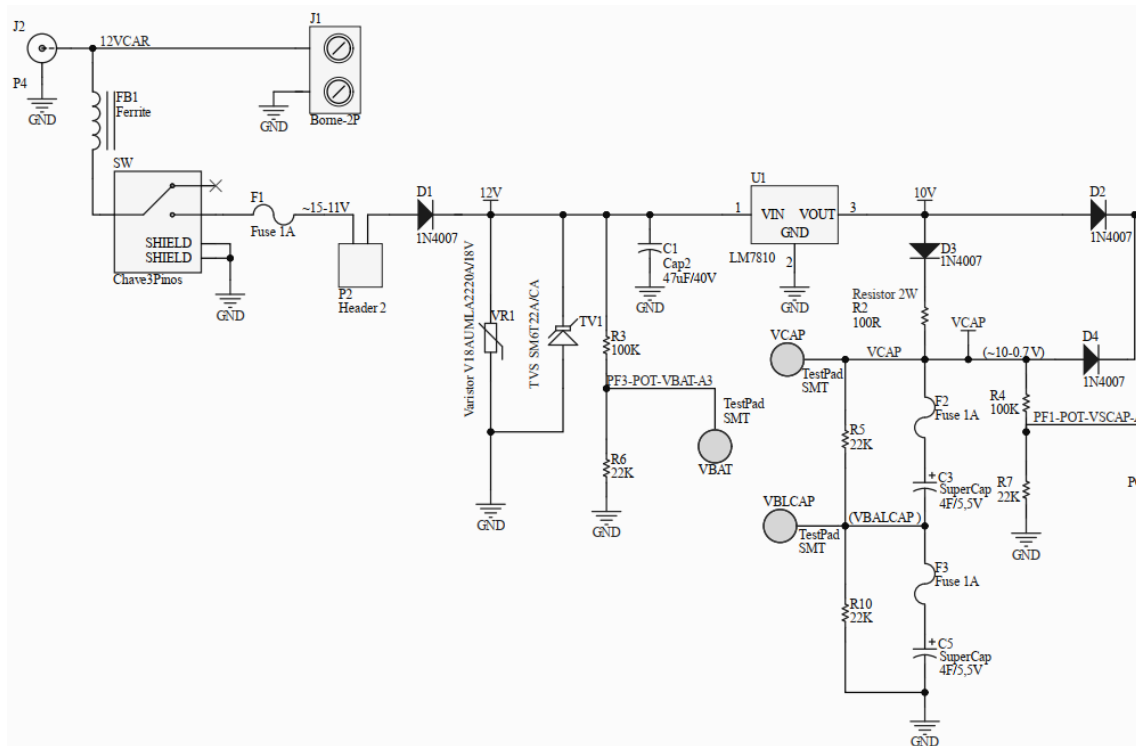 J2
12VCAR
J1
P4
GND
FB1
Ferrite
GND
Borne-2P
SW
SHIELD
SHIELD
Chave3Pinos
GND
F1
Fuse 1A
~15-11V
P2
Header 2
D1
1N4007
12V
Varistor V18AUMLA2220A/18V
VR1
GND
TVS SM6T22A/CA
TV1
R3
100K
PF3-POT-VBAT-A3
TestPad
SMT
VBAT
R6
22K
GND
C1
Cap2
47uF/40V
U1
1
VIN
VOUT
3
GND
LM7810
2
GND
10V
D2
1N4007
D3
1N4007
Resistor 2W
R2
100R
VCAP
VCAP
TestPad
SMT
VCAP
(~10-0.7V)
D4
1N4007
R5
22K
F2
Fuse 1A
R4
100K
PF1-POT-VSCAP-A
C3
SuperCap
4F/5,5V
R7
22K
GND
VBLCAP
TestPad
SMT
(VBALCAP )
F3
Fuse 1A
R10
22K
C5
SuperCap
4F/5,5V
GND